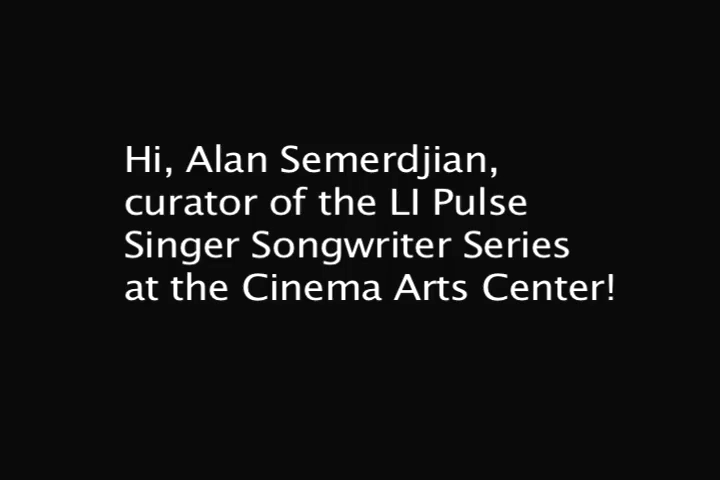 Hi, Alan Semerdjian,
curator of the LI Pulse
Singer Songwriter Series
at the Cinema Arts Center!